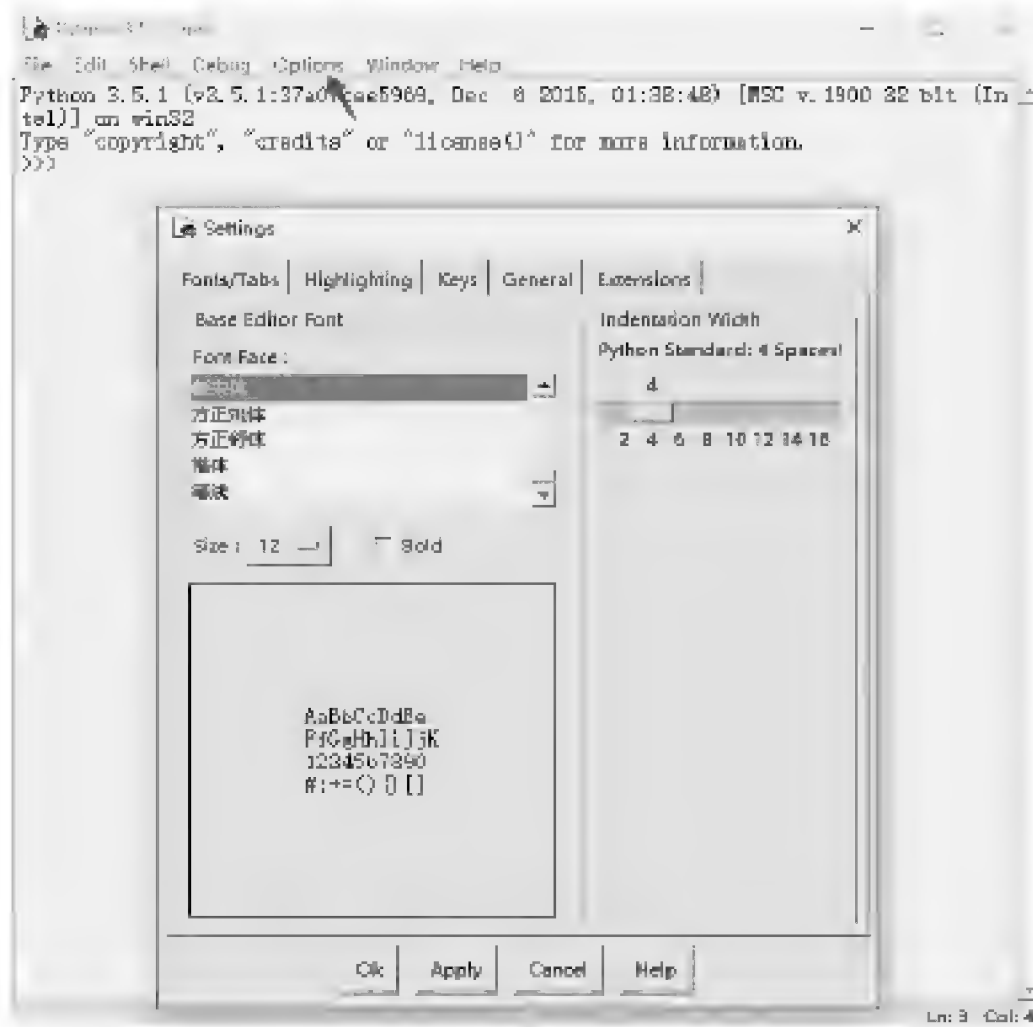 File Edit Shell Debug Options Window Help
Python 3.5.1 (v3.5.1:37a07cee5969, Dec 6 2015, 01:38:48) [MSC v.1900 32 bit (In
tel)] on win32
Type "copyright", "credits" or "license()" for more information.
>>>
Settings
Fonts/Tabs Highlighting Keys General Extensions
Base Editor Font
Font Face :
方正舒体
楷体
Size : 12 Bold
AaBbCcDdEe
FfGgHhIiJjK
1234567890
#:+=(){}[]
Indentation Width
Python Standard: 4 Spaces!
4
2 4 6 8 10 12 14 16
Ok Apply Cancel Help
Ln: 3 Col: 4